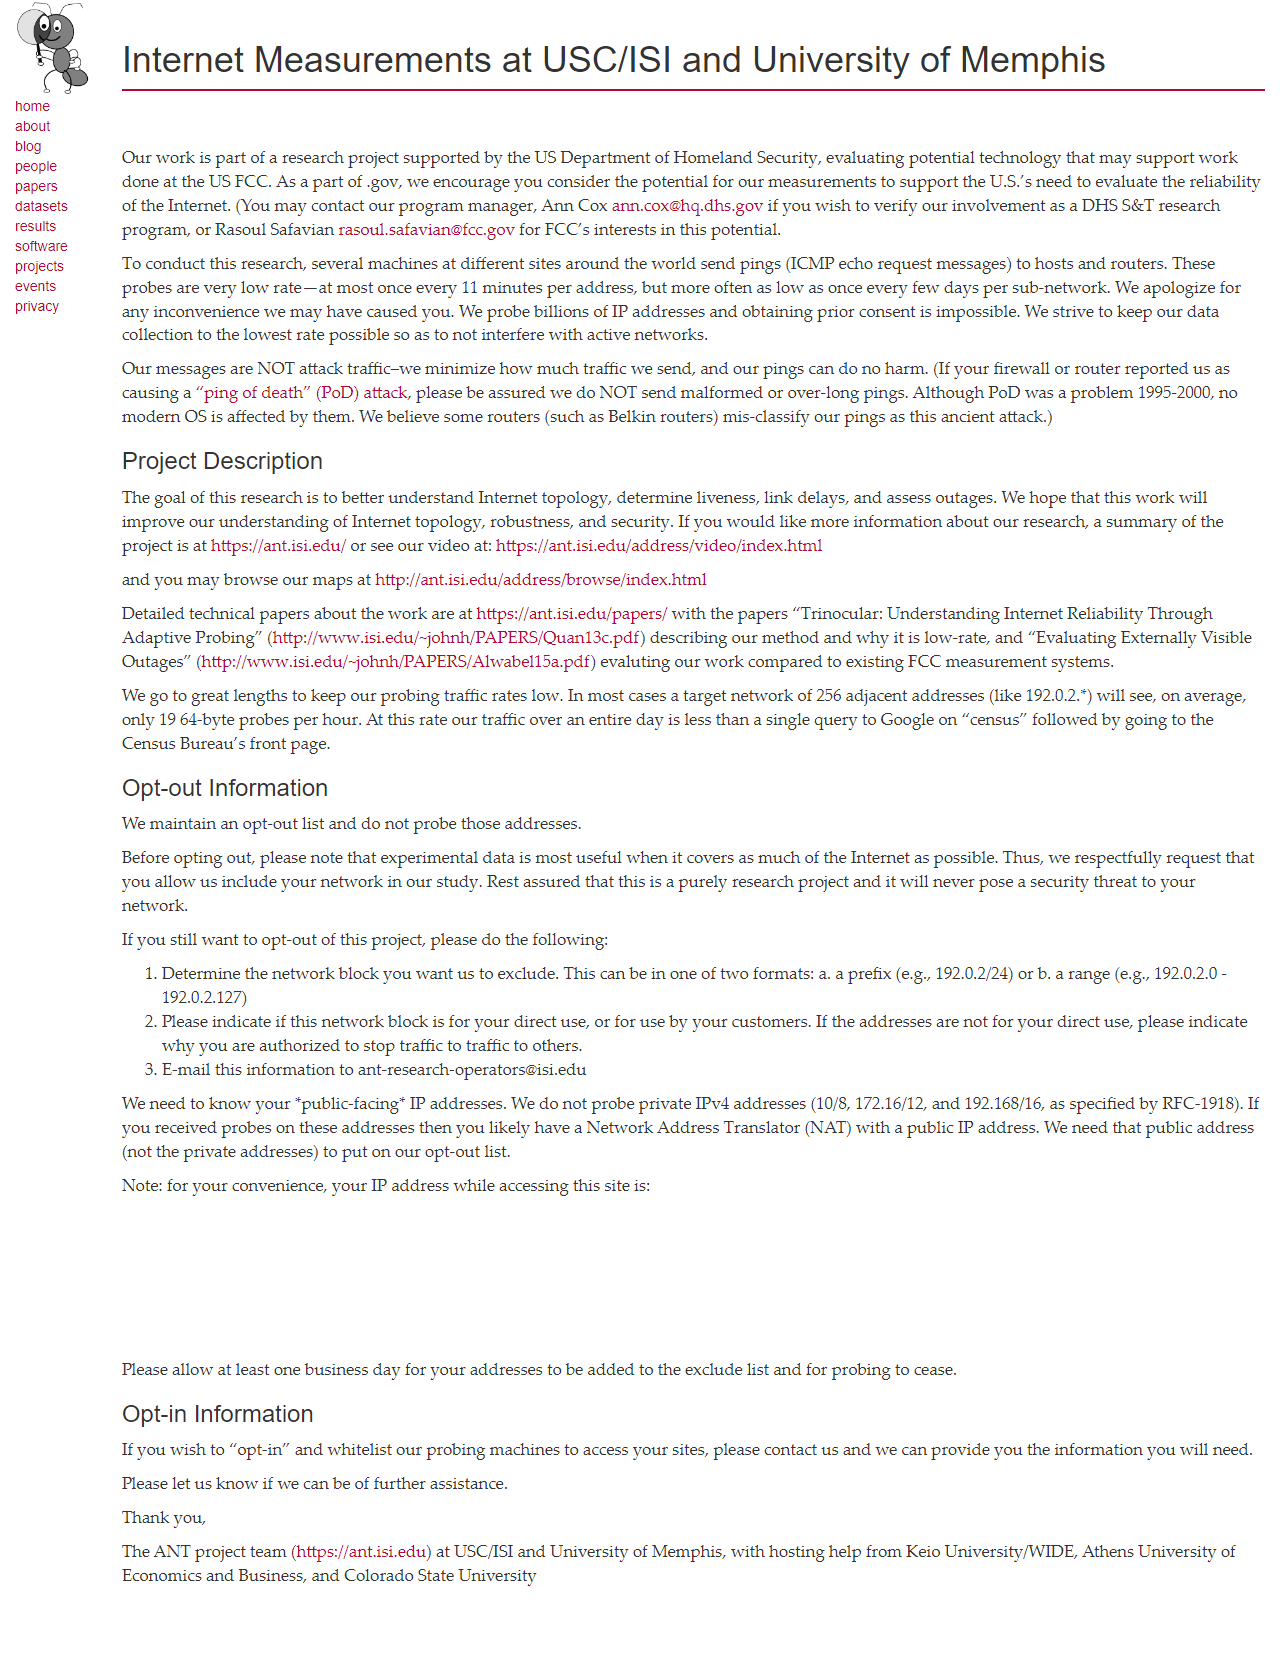 Internet Measurements at USC/ISI and University of Memphis
home
about
blog
people
papers
datasets
results
software
projects
events
privacy
Our work is part of a research project supported by the US Department of Homeland Security, evaluating potential technology that may support work
done at the US FCC. As a part of .gov, we encourage you consider the potential for our measurements to support the U.S.’s need to evaluate the reliability
of the Internet. (You may contact our program manager, Ann Cox ann.cox@hq.dhs.gov if you wish to verify our involvement as a DHS S&T research
program, or Rasoul Safavian rasoul.safavian@fcc.gov for FCC’s interests in this potential.
To conduct this research, several machines at different sites around the world send pings (ICMP echo request messages) to hosts and routers. These
probes are very low rate—at most once every 11 minutes per address, but more often as low as once every few days per sub-network. We apologize for
any inconvenience we may have caused you. We probe billions of IP addresses and obtaining prior consent is impossible. We strive to keep our data
collection to the lowest rate possible so as to not interfere with active networks.
Our messages are NOT attack traffic–we minimize how much traffic we send, and our pings can do no harm. (If your firewall or router reported us as
causing a “ping of death” (PoD) attack, please be assured we do NOT send malformed or over-long pings. Although PoD was a problem 1995-2000, no
modern OS is affected by them. We believe some routers (such as Belkin routers) mis-classify our pings as this ancient attack.)
Project Description
The goal of this research is to better understand Internet topology, determine liveness, link delays, and assess outages. We hope that this work will
improve our understanding of Internet topology, robustness, and security. If you would like more information about our research, a summary of the
project is at https://ant.isi.edu/ or see our video at: https://ant.isi.edu/address/video/index.html
and you may browse our maps at http://ant.isi.edu/address/browse/index.html
Detailed technical papers about the work are at https://ant.isi.edu/papers/ with the papers “Trinocular: Understanding Internet Reliability Through
Adaptive Probing” (http://www.isi.edu/~johnh/PAPERS/Quan13c.pdf) describing our method and why it is low-rate, and “Evaluating Externally Visible
Outages” (http://www.isi.edu/~johnh/PAPERS/Alwabel15a.pdf) evaluting our work compared to existing FCC measurement systems.
We go to great lengths to keep our probing traffic rates low. In most cases a target network of 256 adjacent addresses (like 192.0.2.*) will see, on average,
only 19 64-byte probes per hour. At this rate our traffic over an entire day is less than a single query to Google on “census” followed by going to the
Census Bureau’s front page.
Opt-out Information
We maintain an opt-out list and do not probe those addresses.
Before opting out, please note that experimental data is most useful when it covers as much of the Internet as possible. Thus, we respectfully request that
you allow us include your network in our study. Rest assured that this is a purely research project and it will never pose a security threat to your
network.
If you still want to opt-out of this project, please do the following:
1. Determine the network block you want us to exclude. This can be in one of two formats: a. a prefix (e.g., 192.0.2/24) or b. a range (e.g., 192.0.2.0 -
192.0.2.127)
2. Please indicate if this network block is for your direct use, or for use by your customers. If the addresses are not for your direct use, please indicate
why you are authorized to stop traffic to traffic to others.
3. E-mail this information to ant-research-operators@isi.edu
We need to know your *public-facing* IP addresses. We do not probe private IPv4 addresses (10/8, 172.16/12, and 192.168/16, as specified by RFC-1918). If
you received probes on these addresses then you likely have a Network Address Translator (NAT) with a public IP address. We need that public address
(not the private addresses) to put on our opt-out list.
Note: for your convenience, your IP address while accessing this site is:
Please allow at least one business day for your addresses to be added to the exclude list and for probing to cease.
Opt-in Information
If you wish to “opt-in” and whitelist our probing machines to access your sites, please contact us and we can provide you the information you will need.
Please let us know if we can be of further assistance.
Thank you,
The ANT project team (https://ant.isi.edu) at USC/ISI and University of Memphis, with hosting help from Keio University/WIDE, Athens University of
Economics and Business, and Colorado State University